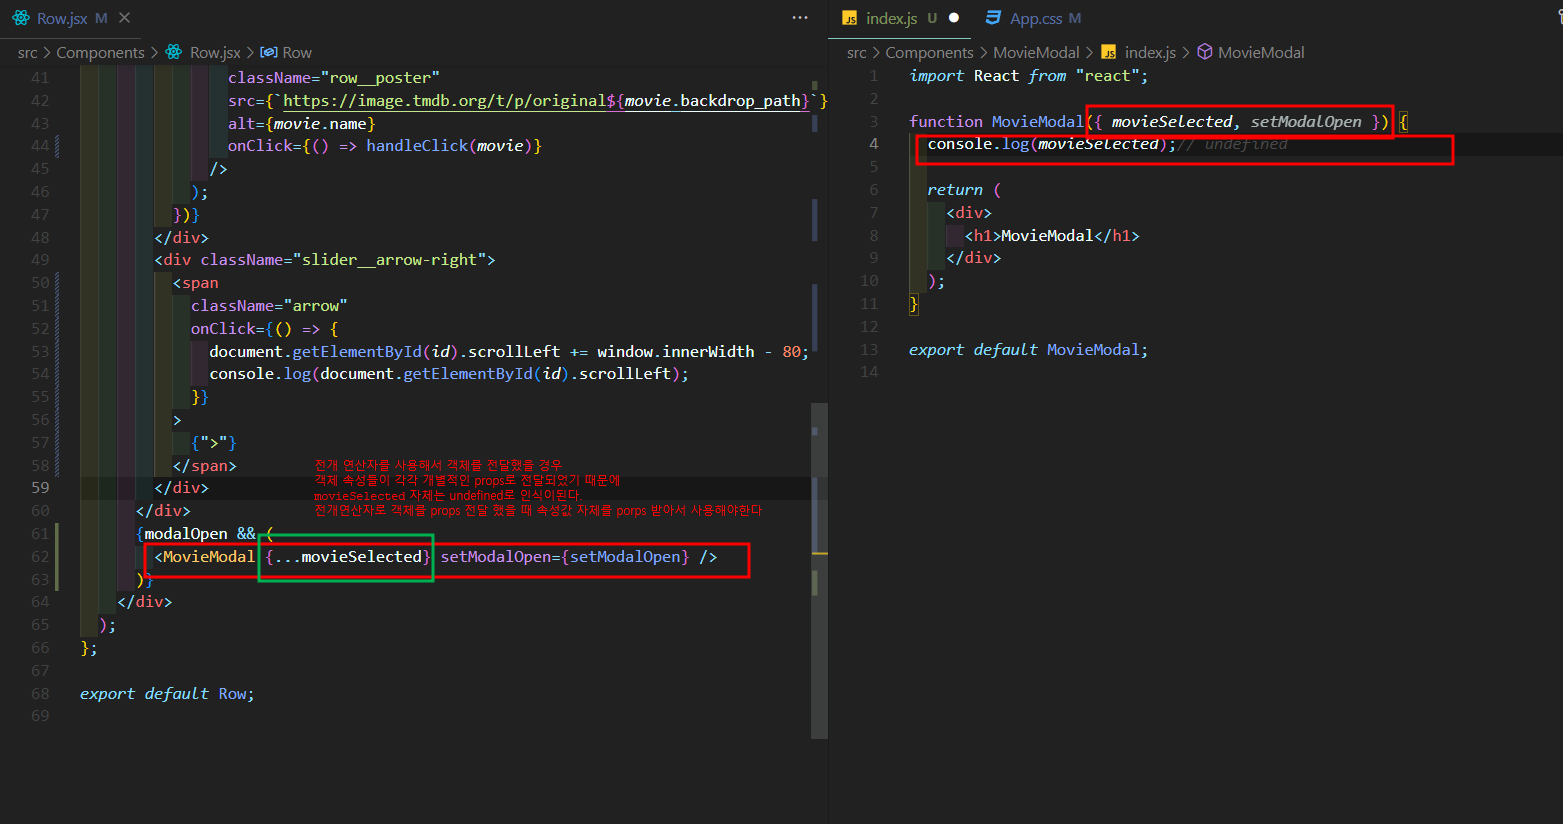 Row.jsx M
src > Components > Row.jsx > Row
41 className="row__poster"
42 src={`https://image.tmdb.org/t/p/original${movie.backdrop_path}`}
43 alt={movie.name}
44 onClick={() => handleClick(movie)}
45 />
46 );
47 })}
48 </div>
49 <div className="slider__arrow-right">
50 <span
51 className="arrow"
52 onClick={() => {
53 document.getElementById(id).scrollLeft += window.innerWidth - 80;
54 console.log(document.getElementById(id).scrollLeft);
55 }}
56 >
57 {">"}
58 </span>
59 </div>
60 </div>
61 {modalOpen && (
62 <MovieModal {...movieSelected} setModalOpen={setModalOpen} />
63 )}
64 </div>
65 );
66 };
67
68 export default Row;
69
전개 연산자를 사용해서 객체를 전달했를 경우
객체 속성들이 각각 개별적인 props로 전달되었기 때문에
movieSelected 자체는 undefined로 인식이된다.
전개연산자로 객체를 props 전달 했을 때 속성값 자체를 porps 받아서 사용해야한다
index.js U
App.css M
src > Components > MovieModal > index.js > MovieModal
1 import React from "react";
2
3 function MovieModal({ movieSelected, setModalOpen }) {
4 console.log(movieSelected);// undefined
5
6 return (
7 <div>
8 <h1>MovieModal</h1>
9 </div>
10 );
11 }
12
13 export default MovieModal;
14